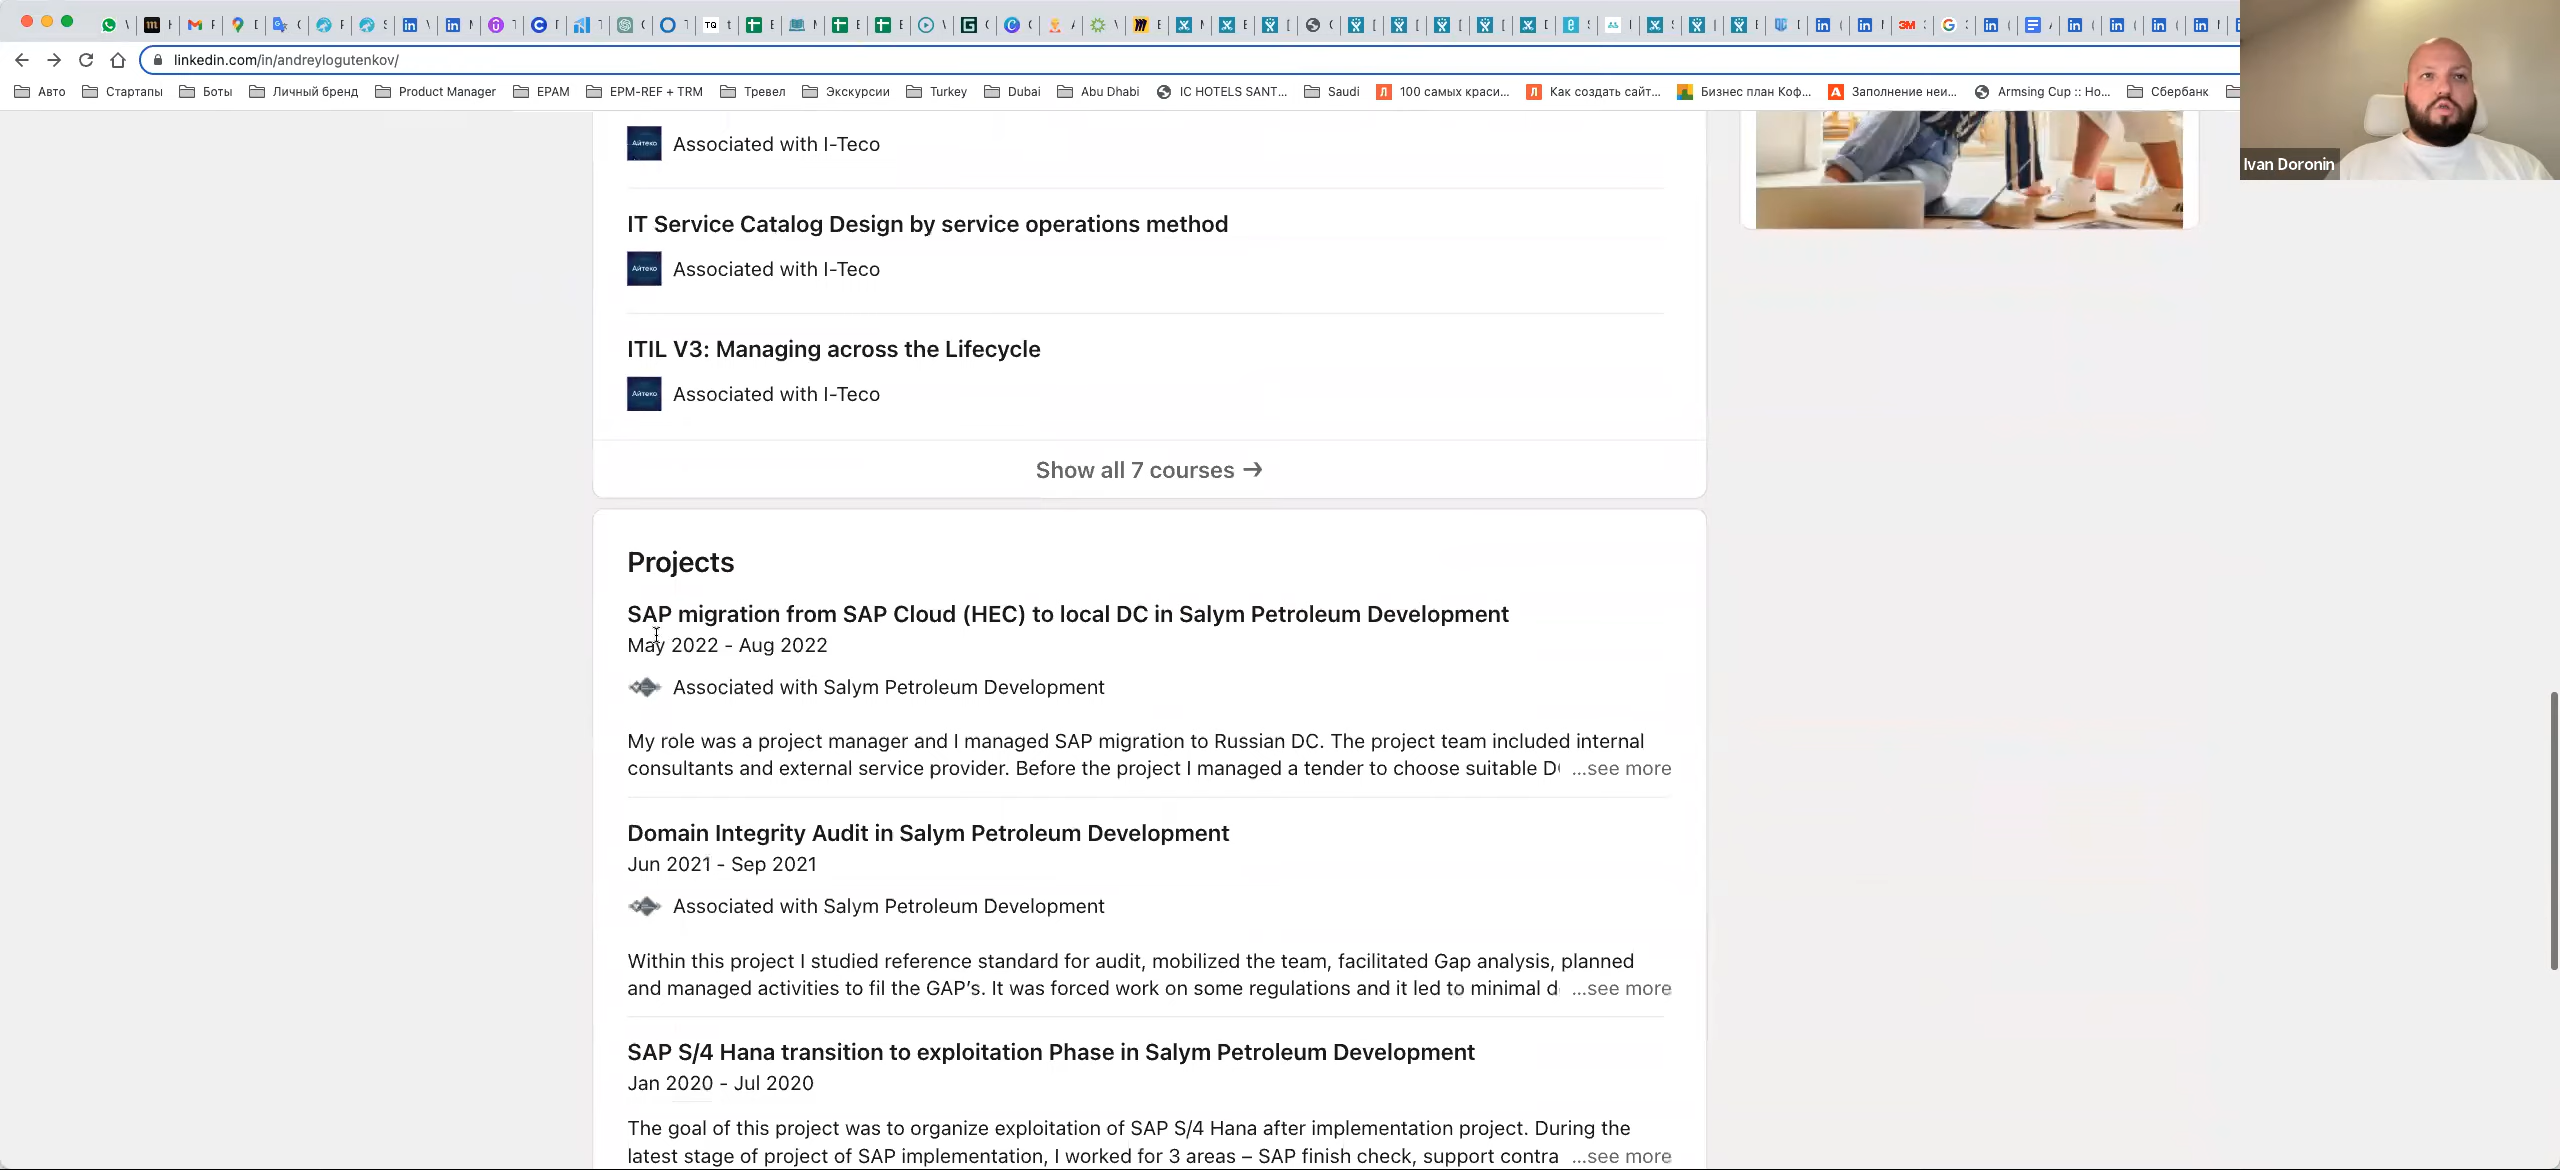 linkedin.com/in/andreylogutenkov/
Авто Стартапы Боты Личный бренд Product Manager EPAM EPM-REF + TRM Тревел Экскурсии Turkey Dubai Abu Dhabi IC HOTELS SANT... Saudi 100 самых краси... Как создать сайт... Бизнес план Коф... Заполнение неи... Armsing Cup :: Ho... Сбербанк
Ivan Doronin
Айтеко Associated with I-Teco
IT Service Catalog Design by service operations method
Айтеко Associated with I-Teco
ITIL V3: Managing across the Lifecycle
Айтеко Associated with I-Teco
Show all 7 courses →
Projects
SAP migration from SAP Cloud (HEC) to local DC in Salym Petroleum Development
May 2022 - Aug 2022
Associated with Salym Petroleum Development
My role was a project manager and I managed SAP migration to Russian DC. The project team included internal
consultants and external service provider. Before the project I managed a tender to choose suitable D ...see more
Domain Integrity Audit in Salym Petroleum Development
Jun 2021 - Sep 2021
Associated with Salym Petroleum Development
Within this project I studied reference standard for audit, mobilized the team, facilitated Gap analysis, planned
and managed activities to fil the GAP's. It was forced work on some regulations and it led to minimal d ...see more
SAP S/4 Hana transition to exploitation Phase in Salym Petroleum Development
Jan 2020 - Jul 2020
The goal of this project was to organize exploitation of SAP S/4 Hana after implementation project. During the
latest stage of project of SAP implementation, I worked for 3 areas – SAP finish check, support contra ...see more